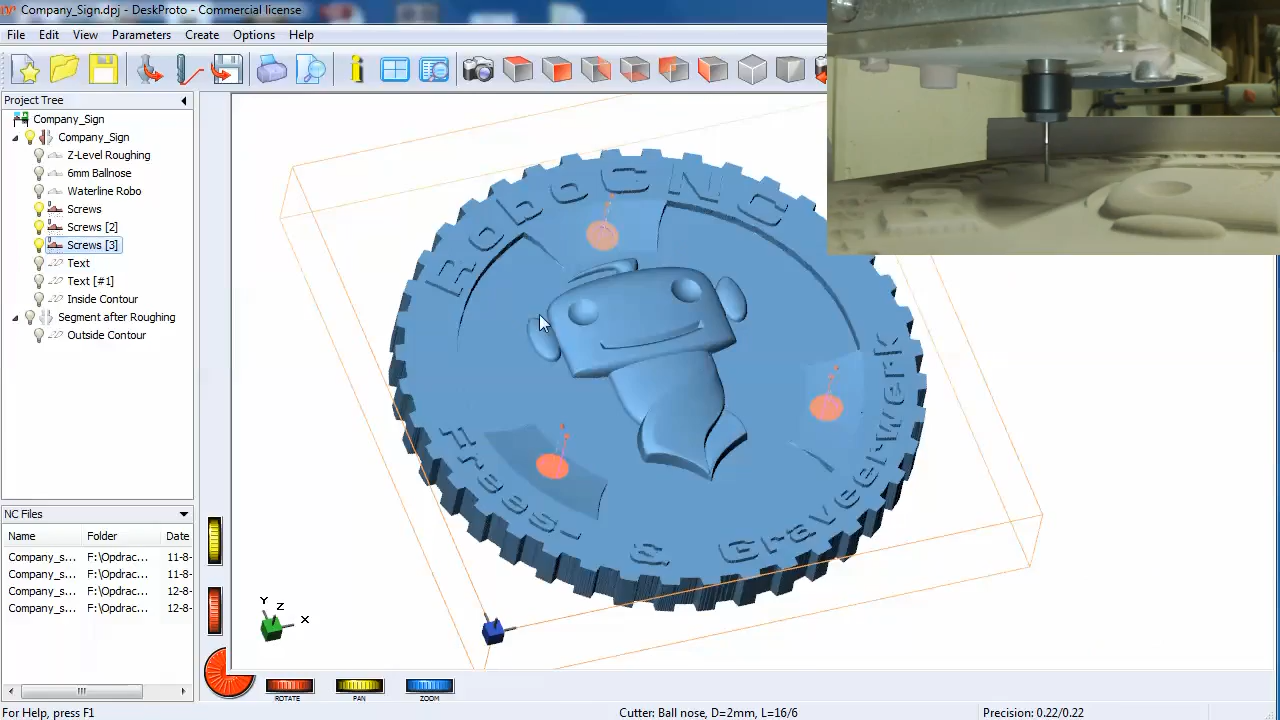 Company_Sign.dpj - DeskProto - Commercial license
File Edit View Parameters Create Options Help
Project Tree
Company_Sign
Company_Sign
Z-Level Roughing
6mm Ballnose
Waterline Robo
Screws
Screws [2]
Screws [3]
Text
Text [#1]
Inside Contour
Segment after Roughing
Outside Contour
RoboCNC
Frees- & Graveerwerk
NC Files
Name Folder Date
Company_s... F:\Opdrac... 11-8-
Company_s... F:\Opdrac... 11-8-
Company_s... F:\Opdrac... 12-8-
Company_s... F:\Opdrac... 12-8-
Y Z X
ROTATE PAN ZOOM
For Help, press F1
Cutter: Ball nose, D=2mm, L=16/6
Precision: 0.22/0.22